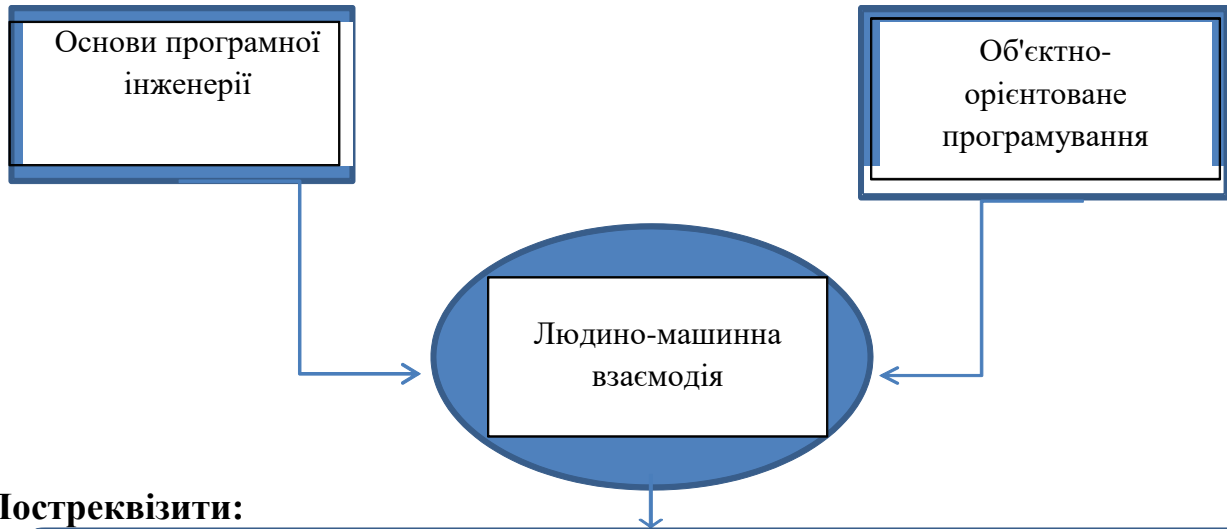 Основи програмної
інженерії
Об'єктно-
орієнтоване
програмування
Людино-машинна
взаємодія
Постреквізити: